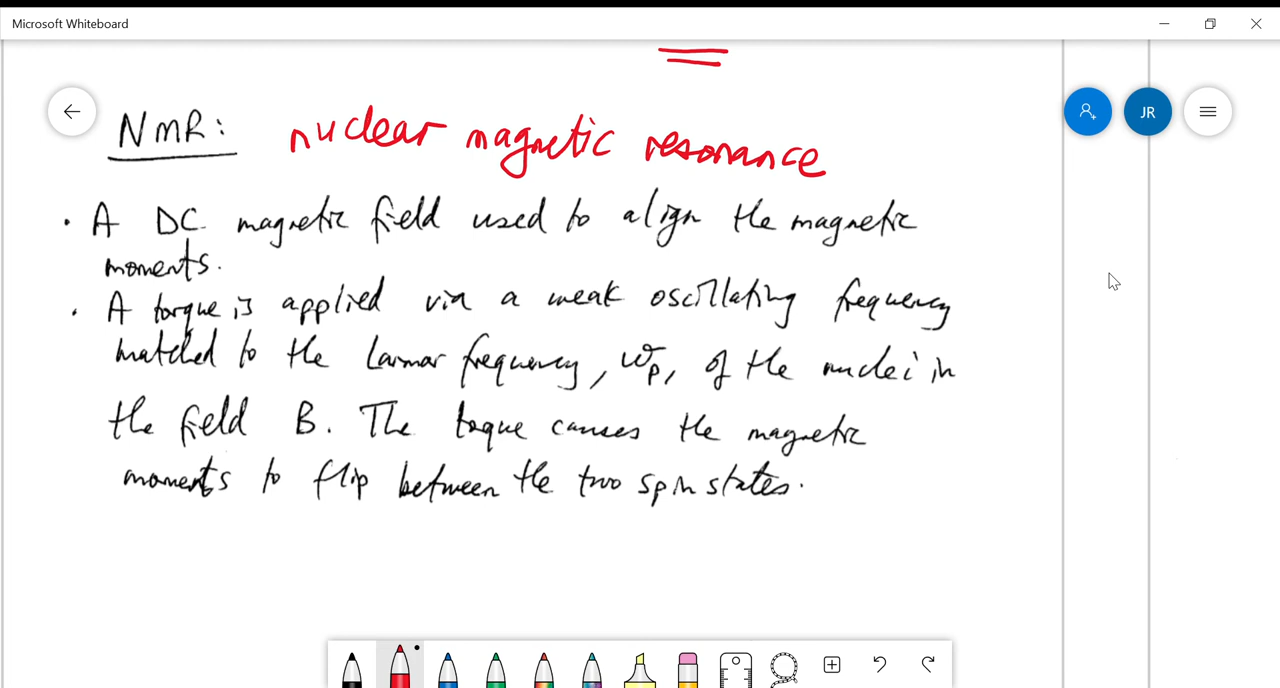 Microsoft Whiteboard
JR
NMR: nuclear magnetic resonance
· A DC magnetic field used to align the magnetic
moments.
· A torque is applied via a weak oscillating frequency
matched to the Larmar frequency, ωp, of the nuclei in
the field B. The toque causes the magnetic
moments to flip between the two spin states.